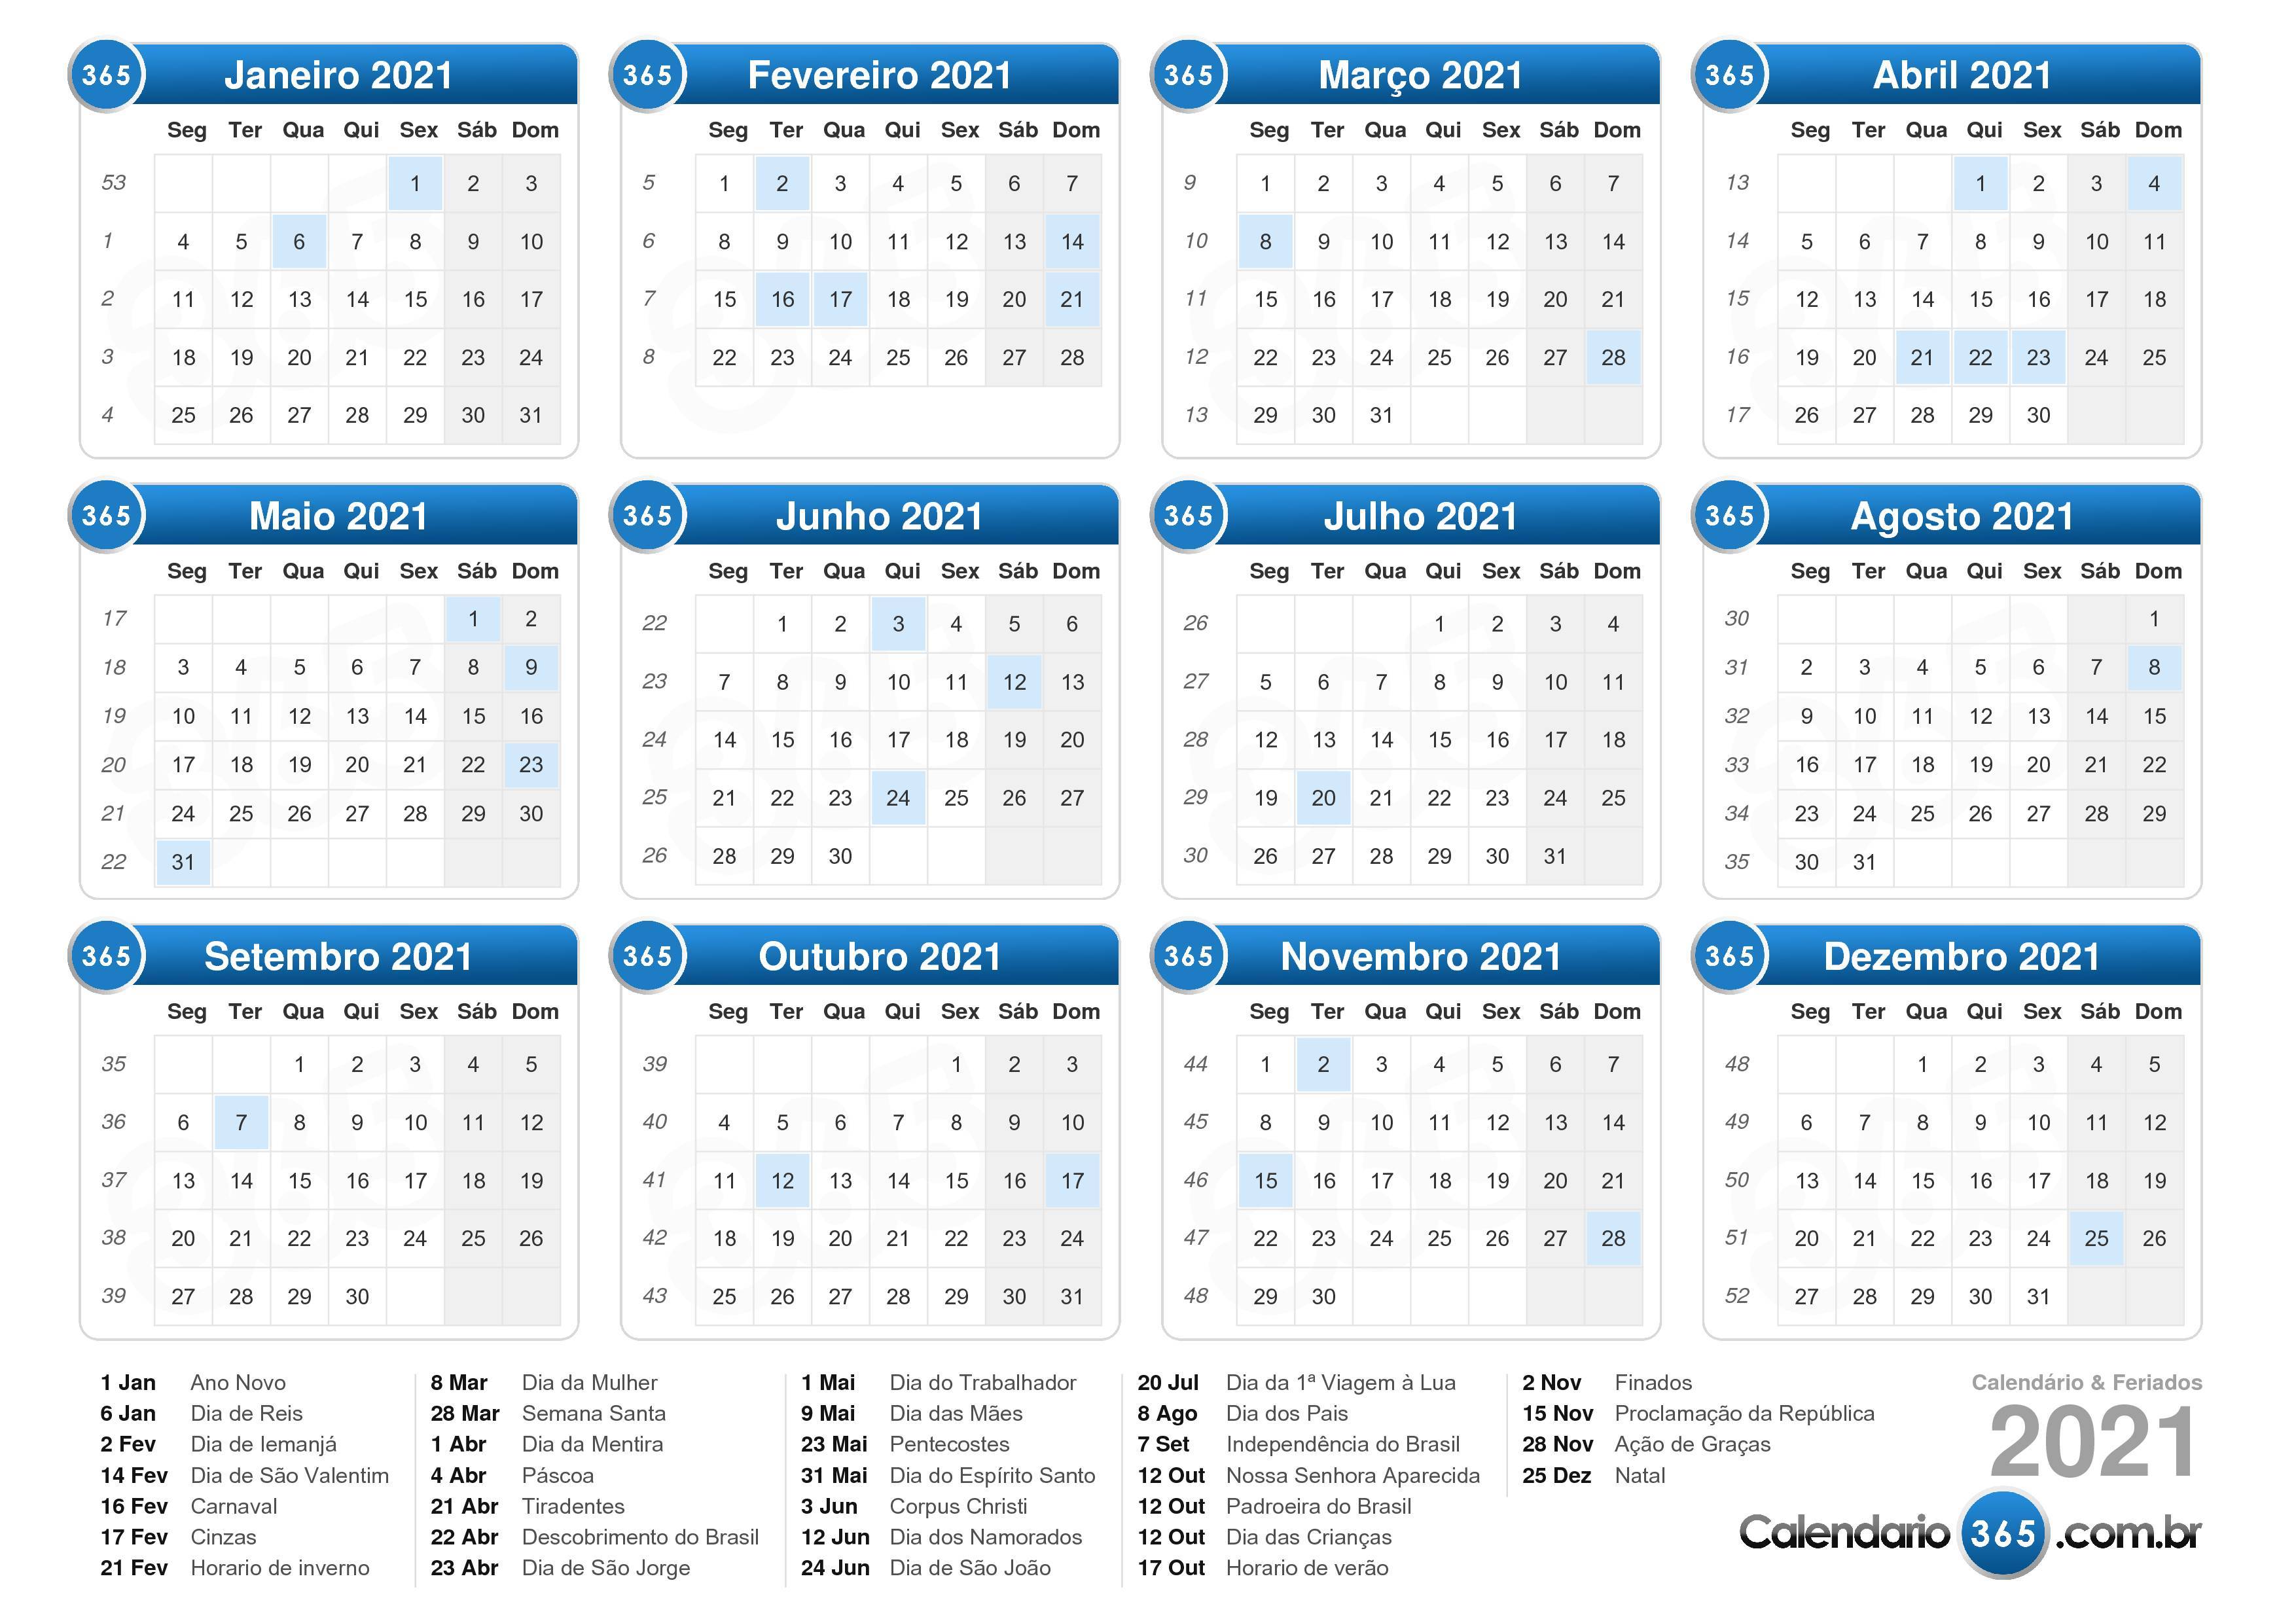 365 Janeiro 2021
Seg Ter Qua Qui Sex Sáb Dom
53 1 2 3
1 4 5 6 7 8 9 10
2 11 12 13 14 15 16 17
3 18 19 20 21 22 23 24
4 25 26 27 28 29 30 31
365 Fevereiro 2021
Seg Ter Qua Qui Sex Sáb Dom
5 1 2 3 4 5 6 7
6 8 9 10 11 12 13 14
7 15 16 17 18 19 20 21
8 22 23 24 25 26 27 28
365 Março 2021
Seg Ter Qua Qui Sex Sáb Dom
9 1 2 3 4 5 6 7
10 8 9 10 11 12 13 14
11 15 16 17 18 19 20 21
12 22 23 24 25 26 27 28
13 29 30 31
365 Abril 2021
Seg Ter Qua Qui Sex Sáb Dom
13 1 2 3 4
14 5 6 7 8 9 10 11
15 12 13 14 15 16 17 18
16 19 20 21 22 23 24 25
17 26 27 28 29 30
365 Maio 2021
Seg Ter Qua Qui Sex Sáb Dom
17 1 2
18 3 4 5 6 7 8 9
19 10 11 12 13 14 15 16
20 17 18 19 20 21 22 23
21 24 25 26 27 28 29 30
22 31
365 Junho 2021
Seg Ter Qua Qui Sex Sáb Dom
22 1 2 3 4 5 6
23 7 8 9 10 11 12 13
24 14 15 16 17 18 19 20
25 21 22 23 24 25 26 27
26 28 29 30
365 Julho 2021
Seg Ter Qua Qui Sex Sáb Dom
26 1 2 3 4
27 5 6 7 8 9 10 11
28 12 13 14 15 16 17 18
29 19 20 21 22 23 24 25
30 26 27 28 29 30 31
365 Agosto 2021
Seg Ter Qua Qui Sex Sáb Dom
30 1
31 2 3 4 5 6 7 8
32 9 10 11 12 13 14 15
33 16 17 18 19 20 21 22
34 23 24 25 26 27 28 29
35 30 31
365 Setembro 2021
Seg Ter Qua Qui Sex Sáb Dom
35 1 2 3 4 5
36 6 7 8 9 10 11 12
37 13 14 15 16 17 18 19
38 20 21 22 23 24 25 26
39 27 28 29 30
365 Outubro 2021
Seg Ter Qua Qui Sex Sáb Dom
39 1 2 3
40 4 5 6 7 8 9 10
41 11 12 13 14 15 16 17
42 18 19 20 21 22 23 24
43 25 26 27 28 29 30 31
365 Novembro 2021
Seg Ter Qua Qui Sex Sáb Dom
44 1 2 3 4 5 6 7
45 8 9 10 11 12 13 14
46 15 16 17 18 19 20 21
47 22 23 24 25 26 27 28
48 29 30
365 Dezembro 2021
Seg Ter Qua Qui Sex Sáb Dom
48 1 2 3 4 5
49 6 7 8 9 10 11 12
50 13 14 15 16 17 18 19
51 20 21 22 23 24 25 26
52 27 28 29 30 31
1 Jan Ano Novo
6 Jan Dia de Reis
2 Fev Dia de Iemanjá
14 Fev Dia de São Valentim
16 Fev Carnaval
17 Fev Cinzas
21 Fev Horario de inverno
8 Mar Dia da Mulher
28 Mar Semana Santa
1 Abr Dia da Mentira
4 Abr Páscoa
21 Abr Tiradentes
22 Abr Descobrimento do Brasil
23 Abr Dia de São Jorge
1 Mai Dia do Trabalhador
9 Mai Dia das Mães
23 Mai Pentecostes
31 Mai Dia do Espírito Santo
3 Jun Corpus Christi
12 Jun Dia dos Namorados
24 Jun Dia de São João
20 Jul Dia da 1ª Viagem à Lua
8 Ago Dia dos Pais
7 Set Independência do Brasil
12 Out Nossa Senhora Aparecida
12 Out Padroeira do Brasil
12 Out Dia das Crianças
17 Out Horario de verão
2 Nov Finados
15 Nov Proclamação da República
28 Nov Ação de Graças
25 Dez Natal
Calendário & Feriados
2021
Calendario 365 .com.br